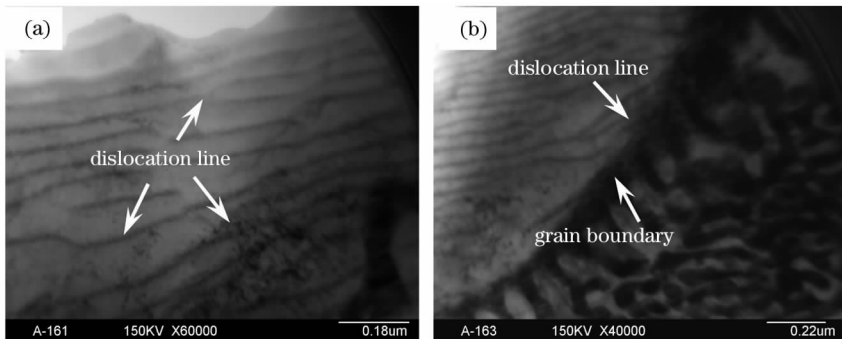 (a)
dislocation line
A-161 150KV X60000 0.18um
(b)
dislocation line
grain boundary
A-163 150KV X40000 0.22um